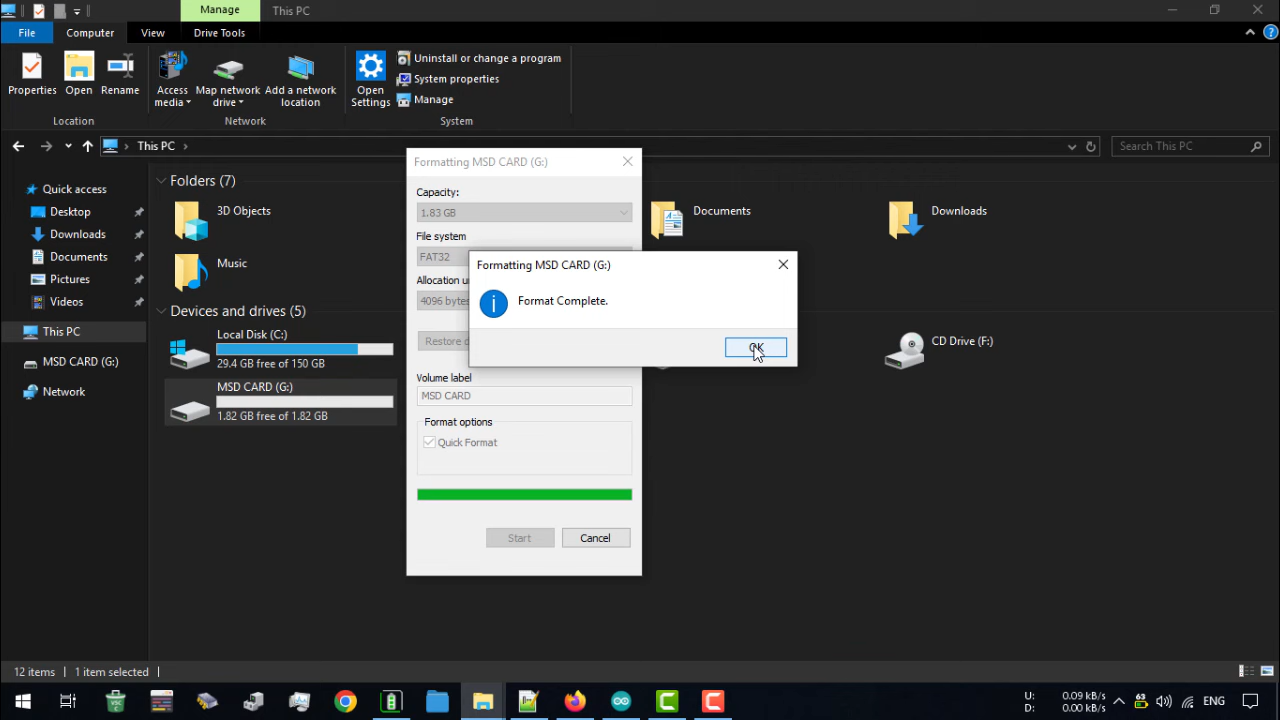 Manage
This PC
File
Computer
View
Drive Tools
Properties
Open
Rename
Access media
Map network drive
Add a network location
Open Settings
Uninstall or change a program
System properties
Manage
Location
Network
System
This PC
Search This PC
Quick access
Desktop
Downloads
Documents
Pictures
Videos
This PC
MSD CARD (G:)
Network
Folders (7)
3D Objects
Documents
Downloads
Music
Devices and drives (5)
Local Disk (C:)
29.4 GB free of 150 GB
MSD CARD (G:)
1.82 GB free of 1.82 GB
CD Drive (F:)
Formatting MSD CARD (G:)
Capacity:
1.83 GB
File system
FAT32
Allocation
4096 bytes
Restore
Volume label
MSD CARD
Format options
Quick Format
Start
Cancel
Formatting MSD CARD (G:)
Format Complete.
OK
12 items
1 item selected
U: 0.09 kB/s
D: 0.00 kB/s
63
ENG